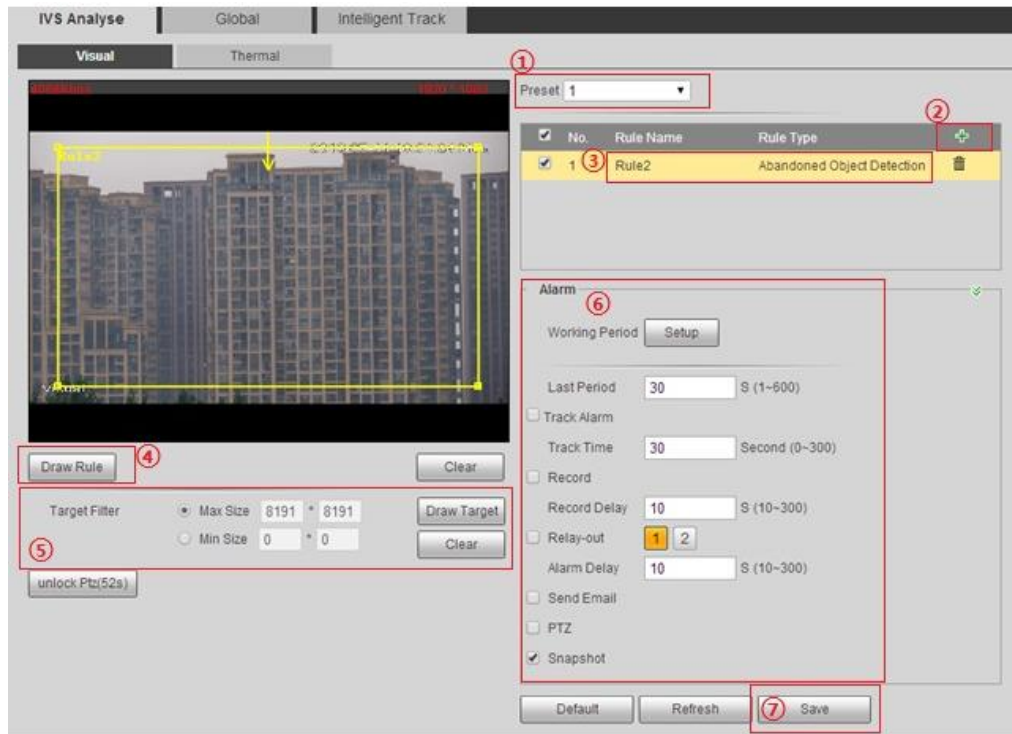 IVS Analyse Global Intelligent Track
Visual Thermal
①
Preset 1
②
No. Rule Name Rule Type
1 ③ Rule2 Abandoned Object Detection
Rule2
④
Draw Rule Clear
Target Filter Max Size 8191 * 8191 Draw Target
⑤ Min Size 0 * 0 Clear
unlock Ptz(52s)
Alarm
⑥
Working Period Setup
Last Period 30 S (1~600)
Track Alarm
Track Time 30 Second (0~300)
Record
Record Delay 10 S (10~300)
Relay-out 1 2
Alarm Delay 10 S (10~300)
Send Email
PTZ
Snapshot
Default Refresh ⑦ Save